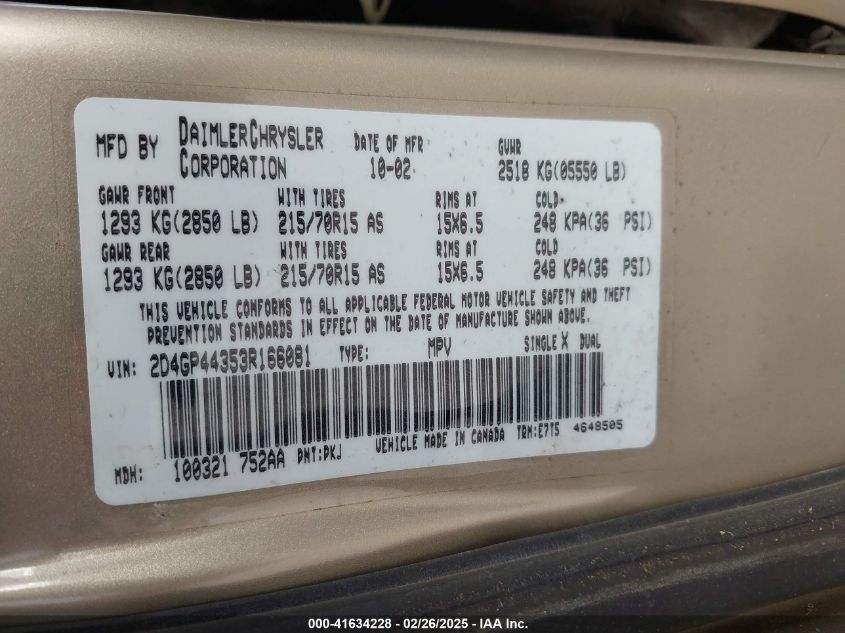 MFD BY DAIMLERCHRYSLER CORPORATION DATE OF MFR 10-02 GVWR 2518 KG(05550 LB)
GAWR FRONT WITH TIRES RIMS AT COLD
1293 KG(2850 LB) 215/70R15 AS 15X6.5 248 KPA(36 PSI)
GAWR REAR WITH TIRES RIMS AT COLD
1293 KG(2850 LB) 215/70R15 AS 15X6.5 248 KPA(36 PSI)
THIS VEHICLE CONFORMS TO ALL APPLICABLE FEDERAL MOTOR VEHICLE SAFETY AND THEFT
PREVENTION STANDARDS IN EFFECT ON THE DATE OF MANUFACTURE SHOWN ABOVE.
VIN: 2D4GP44353R166081 TYPE: MPV SINGLE X DUAL
VEHICLE MADE IN CANADA TRM:E7T5 4648505
MDH: 100321 752AA PNT:PKJ
000-41634228 - 02/26/2025 - IAA Inc.